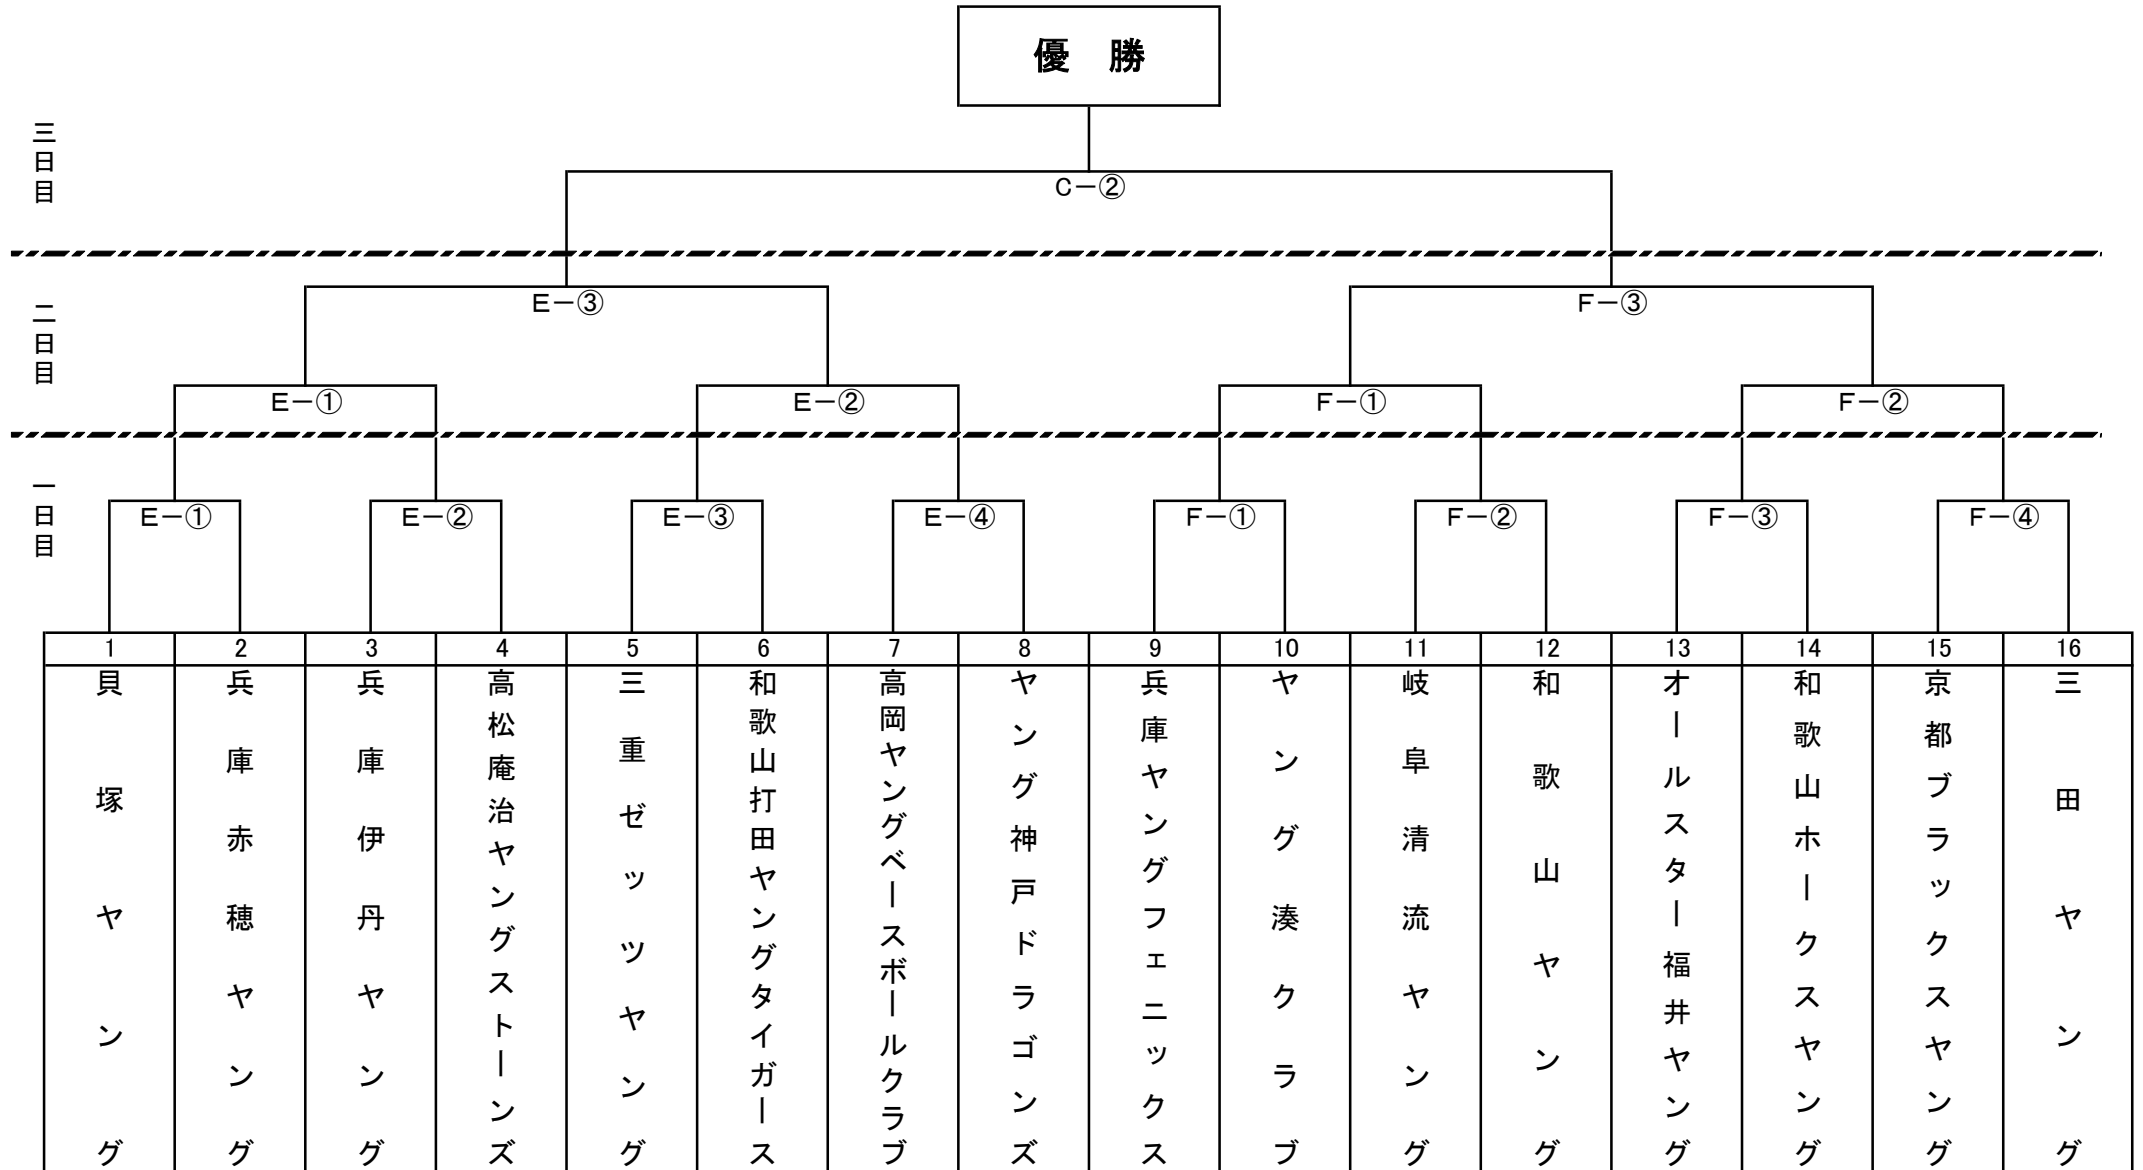 優　勝
三日目
C－②
二日目
E－③
F－③
E－①
E－②
F－①
F－②
一日目
E－①
E－②
E－③
E－④
F－①
F－②
F－③
F－④
1
2
3
4
5
6
7
8
9
10
11
12
13
14
15
16
貝塚ヤング
兵庫赤穂ヤング
兵庫伊丹ヤング
高松庵治ヤングストーンズ
三重ゼッツヤング
和歌山打田ヤングタイガース
高岡ヤングベースボールクラブ
ヤング神戸ドラゴンズ
兵庫ヤングフェニックス
ヤング湊クラブ
岐阜清流ヤング
和歌山ヤング
オールスター福井ヤング
和歌山ホークスヤング
京都ブラックスヤング
三田ヤング